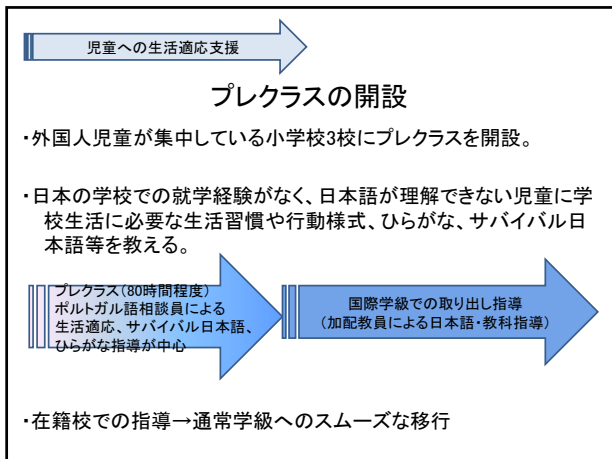 児童への生活適応支援
プレクラスの開設
・外国人児童が集中している小学校3校にプレクラスを開設。
・日本の学校での就学経験がなく、日本語が理解できない児童に学
校生活に必要な生活習慣や行動様式、ひらがな、サバイバル日
本語等を教える。
プレクラス(80時間程度)
ポルトガル語相談員による
生活適応、サバイバル日本語、
ひらがな指導が中心
国際学級での取り出し指導
(加配教員による日本語・教科指導)
・在籍校での指導→通常学級へのスムーズな移行